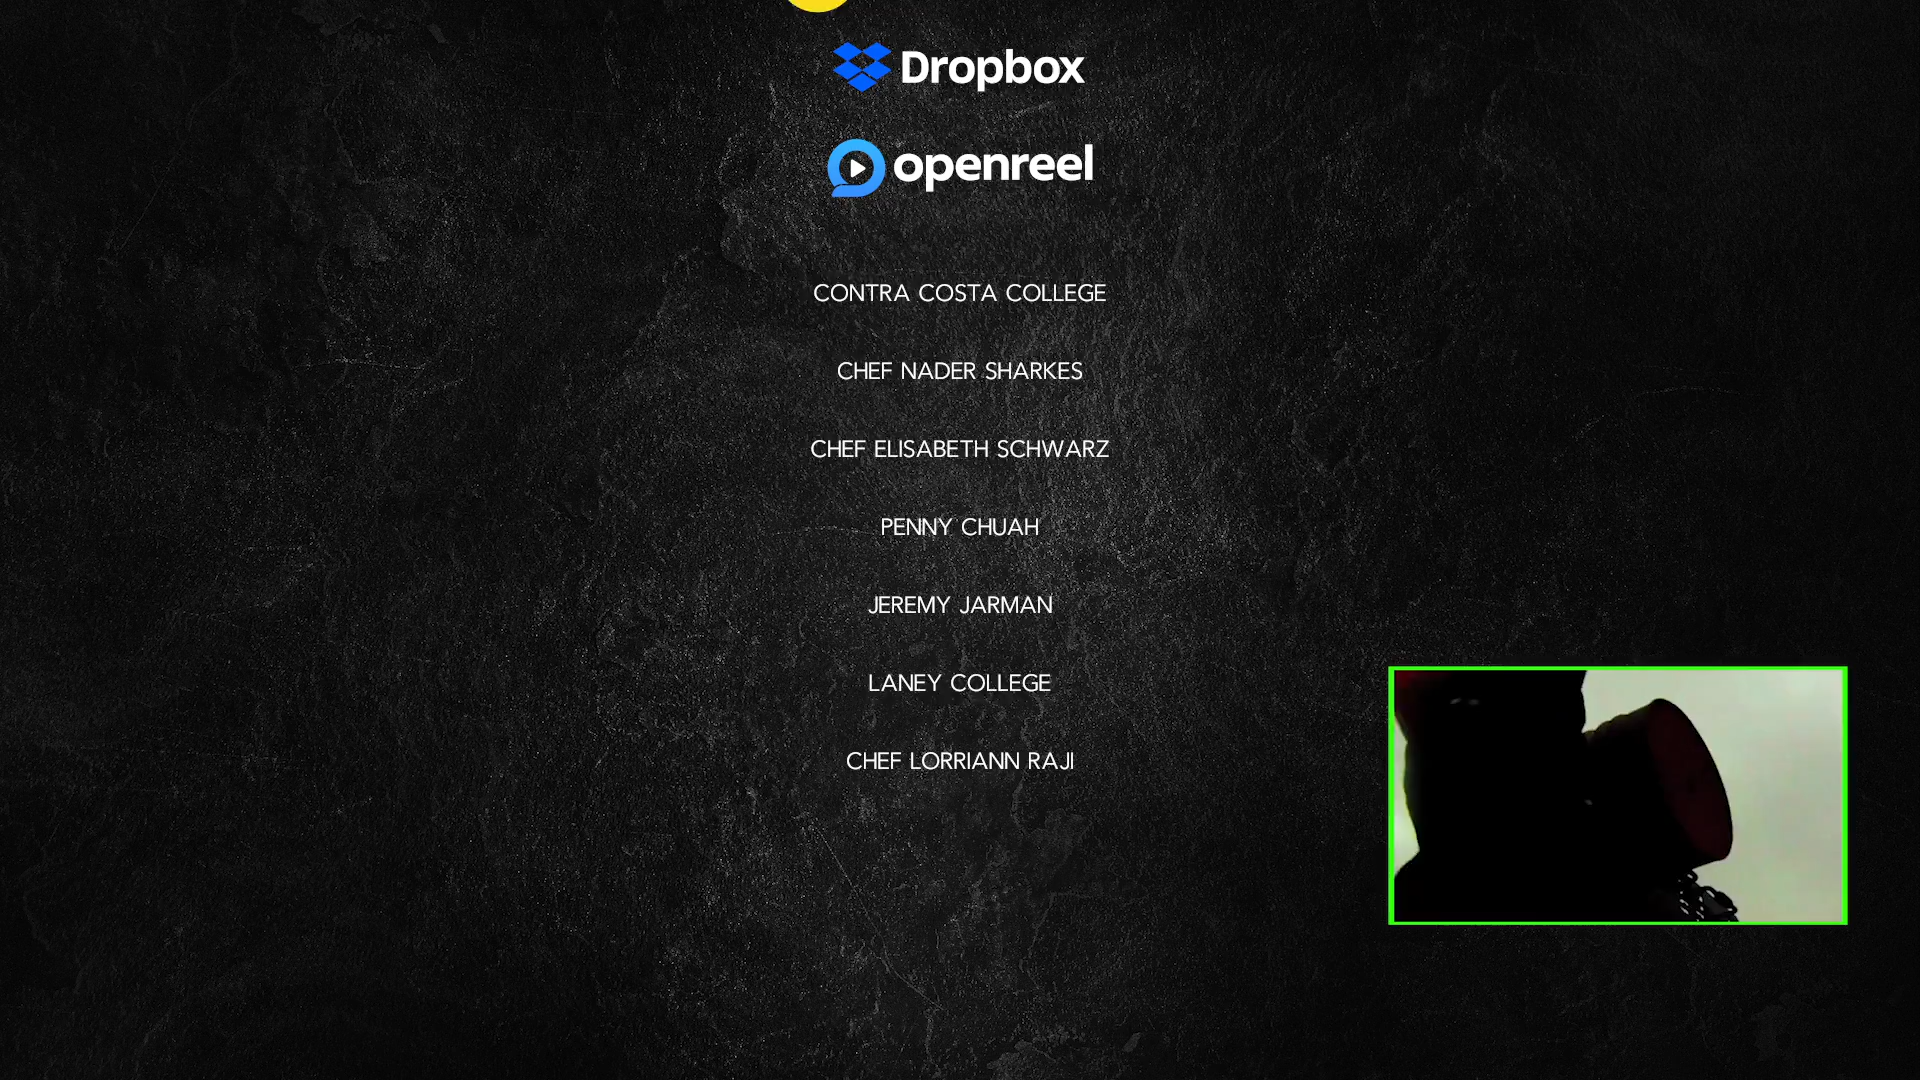 Dropbox
openreel
CONTRA COSTA COLLEGE
CHEF NADER SHARKES
CHEF ELISABETH SCHWARZ
PENNY CHUAH
JEREMY JARMAN
LANEY COLLEGE
CHEF LORRIANN RAJI